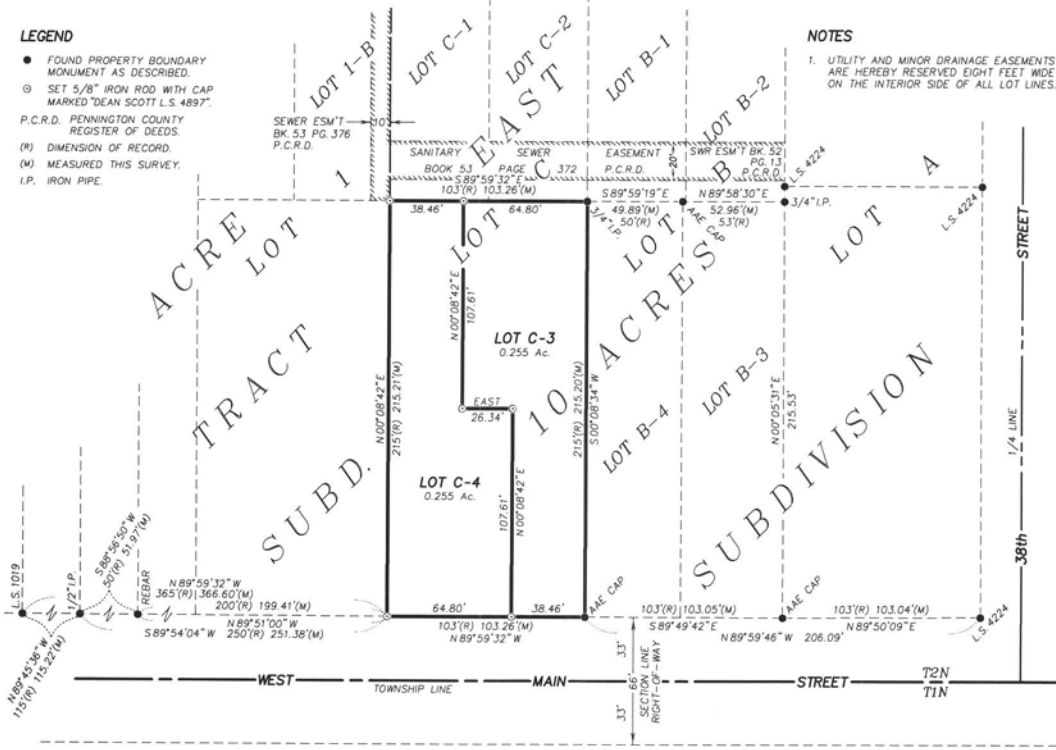 LEGEND
FOUND PROPERTY BOUNDARY
MONUMENT AS DESCRIBED.
SET 5/8" IRON ROD WITH CAP
MARKED "DEAN SCOTT L.S. 4897".
P.C.R.D. PENNINGTON COUNTY
REGISTER OF DEEDS.
(R) DIMENSION OF RECORD.
(M) MEASURED THIS SURVEY.
I.P. IRON PIPE.
NOTES
1. UTILITY AND MINOR DRAINAGE EASEMENTS
ARE HEREBY RESERVED EIGHT FEET WIDE
ON THE INTERIOR SIDE OF ALL LOT LINES.
LOT 1-B
LOT C-1
LOT C-2
LOT B-1
LOT B-2
SEWER ESM'T
BK. 53 PG. 376
P.C.R.D.
10'
SANITARY SEWER EASEMENT
BOOK 53 PAGE 372 P.C.R.D.
20'
SWR ESM'T BK. 52
PG. 13
P.C.R.D.
L.S. 4224
L.S. 4224
EAST
ACRE
TRACT
SUBD.
LOT 1
LOT C
LOT B
LOT A
10 ACRES
SUBDIVISION
S 89°59'32" E
103'(R) 103.26'(M)
38.46'
64.80'
3/4" I.P.
S 89°59'19" E
49.89'(M)
50'(R)
AAE CAP
N 89°58'30" E
52.96'(M)
53'(R)
3/4" I.P.
N 00°08'42" E
107.61'
LOT C-3
0.255 Ac.
EAST
26.34'
N 00°08'42" E
215'(R) 215.21'(M)
215'(R) 215.20'(M)
S 00°08'34" W
LOT C-4
0.255 Ac.
107.61'
N 00°08'42" E
LOT B-4
LOT B-3
N 00°05'31" E
215.53'
STREET
1/4 LINE
38th
L.S. 1019
1/2" I.P.
S 88°56'50" W
50'(R) 51.97'(M)
REBAR
N 89°59'32" W
365'(R) 366.60'(M)
200'(R) 199.41'(M)
N 89°51'00" W
S 89°54'04" W 250'(R) 251.38'(M)
N 89°45'36" W
115'(R) 115.22'(M)
64.80'
38.46'
103'(R) 103.26'(M)
N 89°59'32" W
AAE CAP
103'(R) 103.05'(M)
S 89°49'42" E
AAE CAP
103'(R) 103.04'(M)
N 89°50'09" E
N 89°59'46" W 206.09'
L.S. 4224
33'
66'
33'
SECTION LINE
RIGHT-OF-WAY
WEST MAIN STREET
TOWNSHIP LINE
T2N
T1N